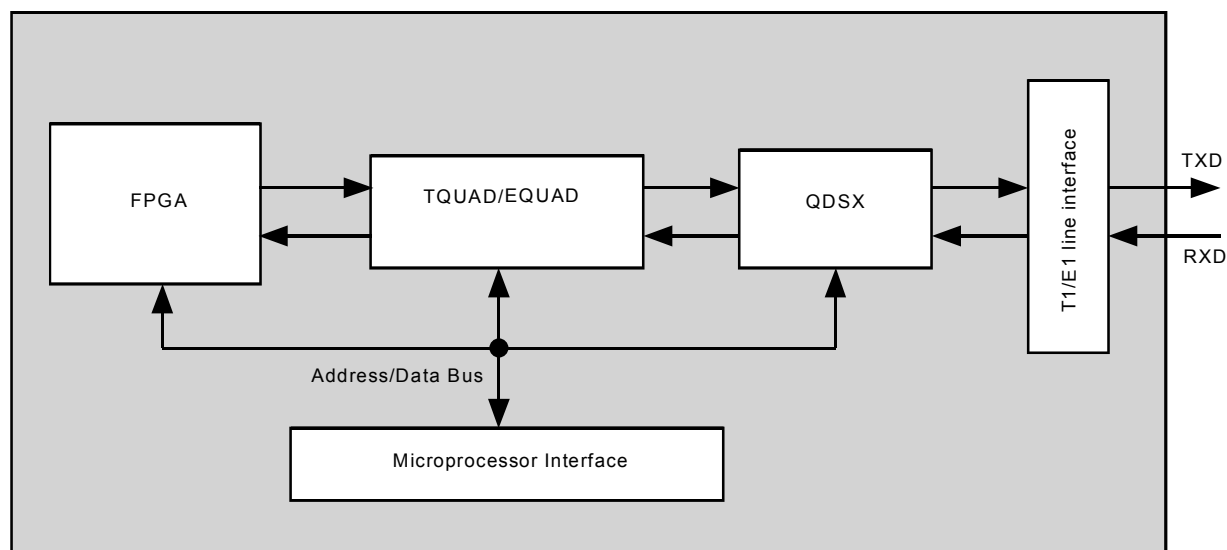 FPGA
TQUAD/EQUAD
QDSX
T1/E1 line interface
TXD
RXD
Address/Data Bus
Microprocessor Interface